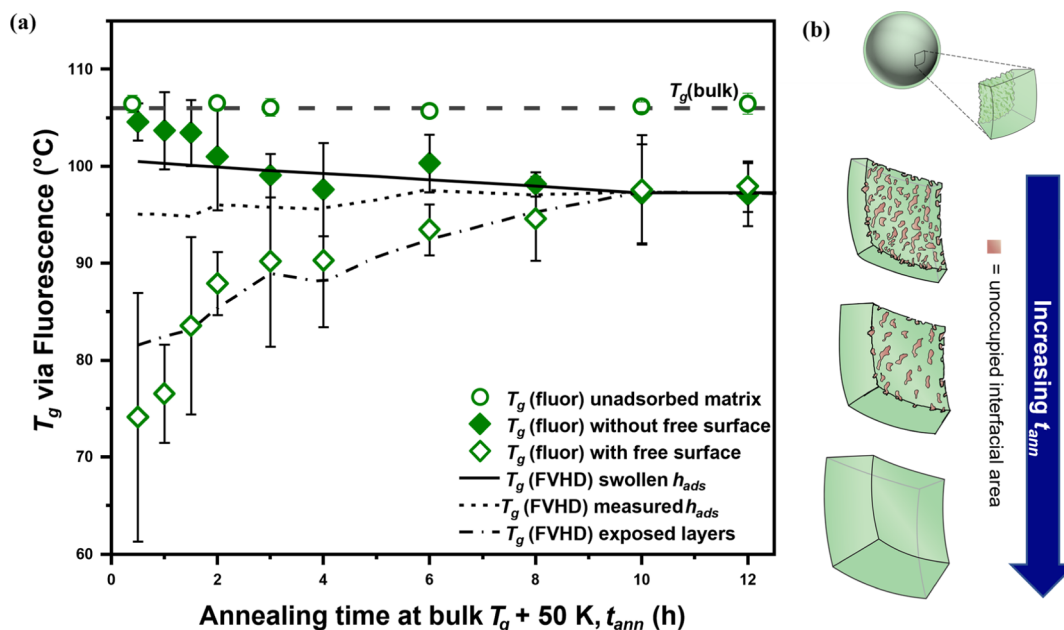 (a)
110
100
90
80
70
60
T_g via Fluorescence (°C)
T_g(bulk)
T_g (fluor) unadsorbed matrix
T_g (fluor) without free surface
T_g (fluor) with free surface
T_g (FVHD) swollen h_ads
T_g (FVHD) measured h_ads
T_g (FVHD) exposed layers
0 2 4 6 8 10 12
Annealing time at bulk T_g + 50 K, t_ann (h)
(b)
= unoccupied interfacial area
Increasing t_ann